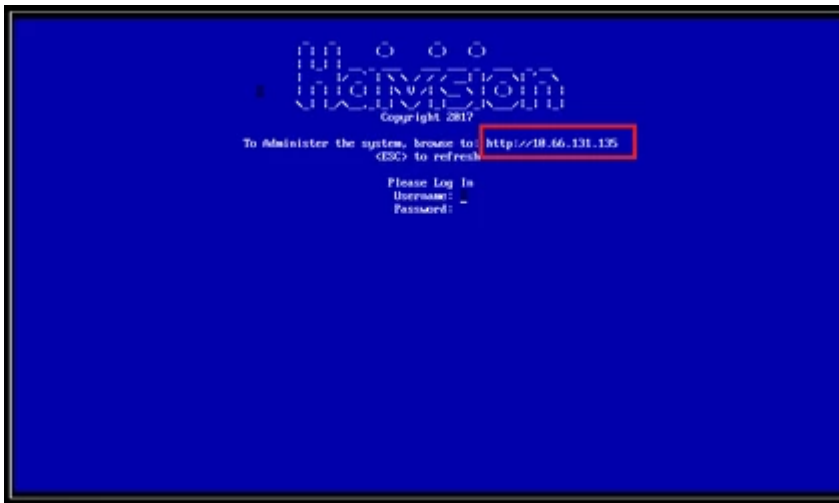 Haivision
Copyright 2017
To Administer the system, browse to: http://10.66.131.135
<ESC> to refresh
Please Log In
Username: _
Password: